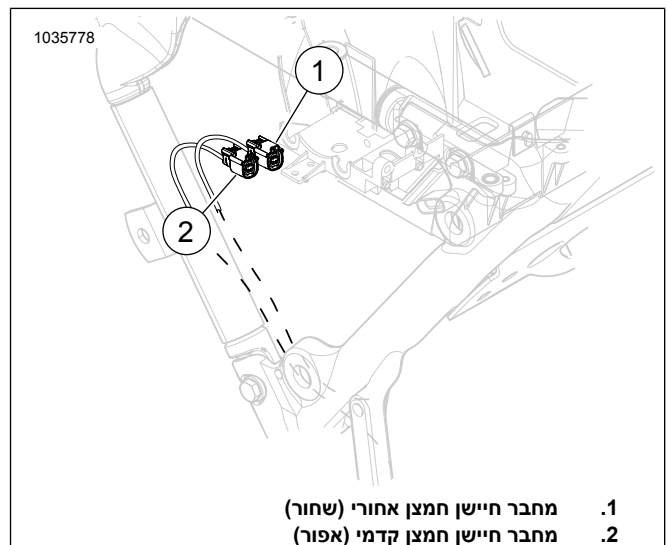 1035778
1
2
1. מחבר חיישן חמצן אחורי (שחור)
2. מחבר חיישן חמצן קדמי (אפור)